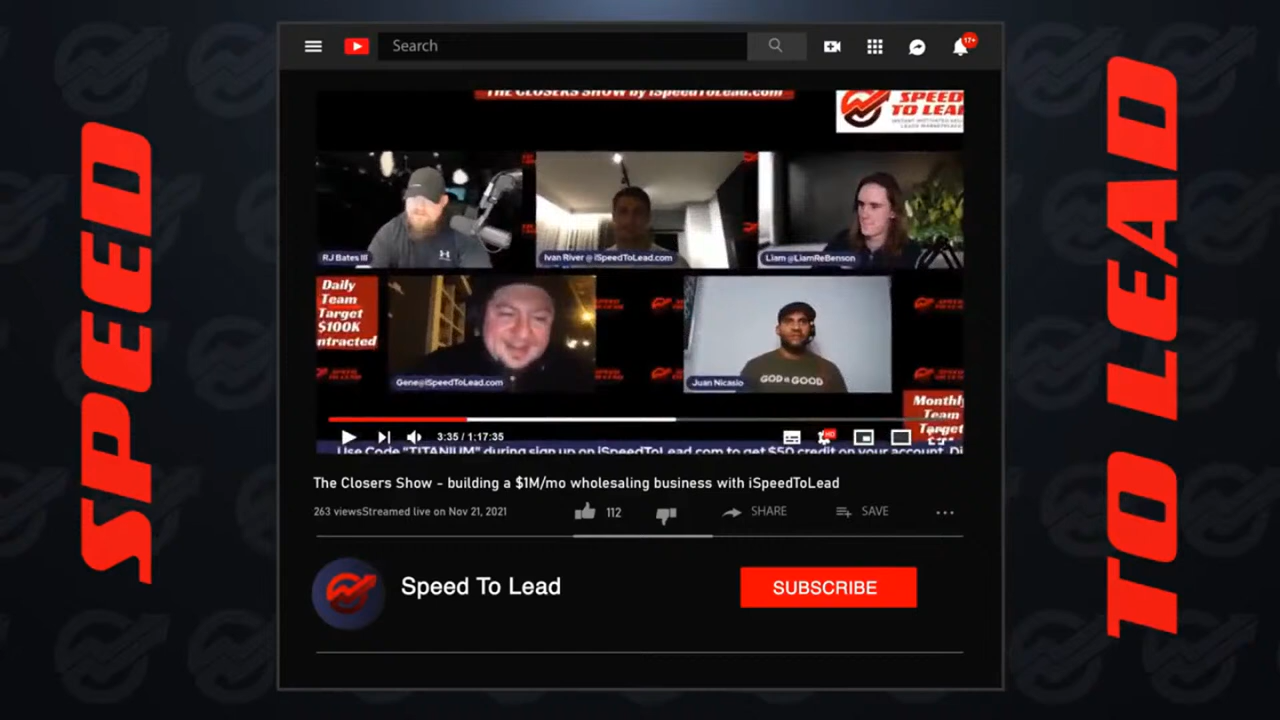 SPEED
TO LEAD
Search
17+
THE CLOSERS SHOW by iSpeedToLead.com
SPEED
TO LEA
RJ Bates III
Ivan River @ iSpeedToLead.com
Liam @LiamReBenson
Daily
Team
Target
$100K
ntracted
Gene@iSpeedToLead.com
GOD is GOOD
Juan Nicasio
Monthly
Team
Target
3:35 / 1:17:35
HD
Use Code "TITANIUM" during sign up on iSpeedToLead.com to get $50 credit on your account. Di
The Closers Show - building a $1M/mo wholesaling business with iSpeedToLead
263 viewsStreamed live on Nov 21, 2021
112
SHARE
SAVE
Speed To Lead
SUBSCRIBE